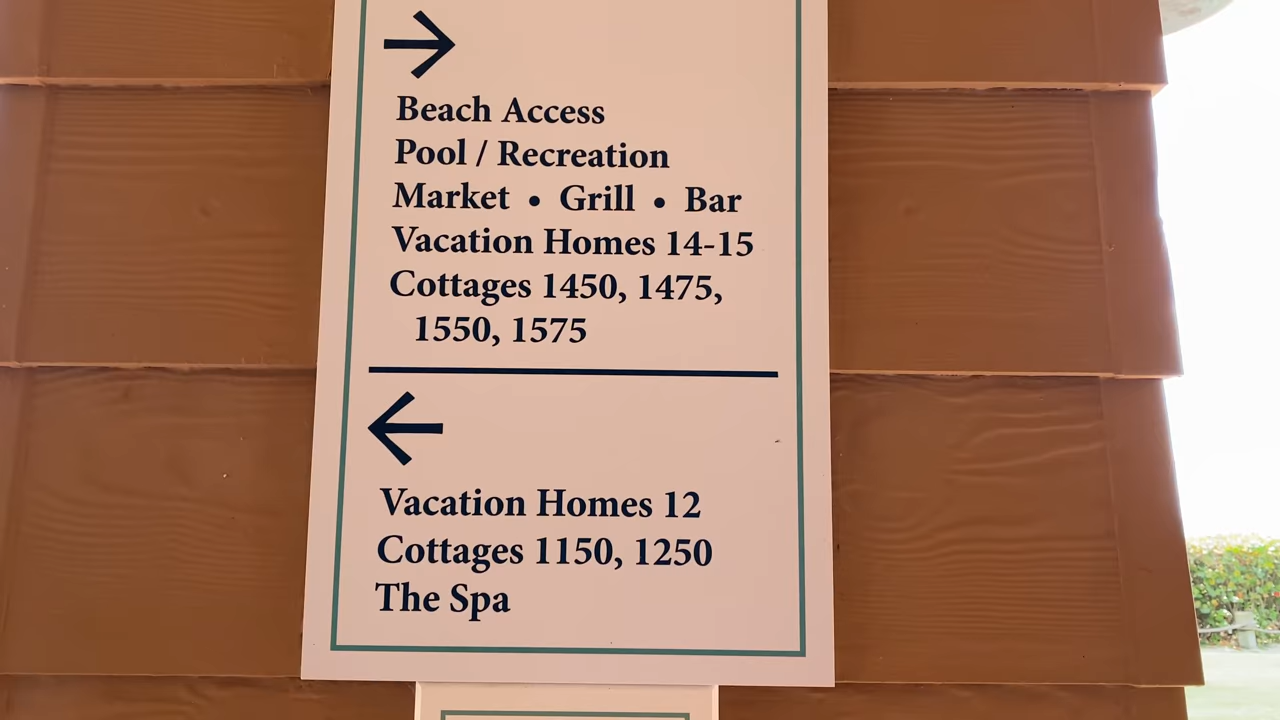 →
Beach Access
Pool / Recreation
Market • Grill • Bar
Vacation Homes 14-15
Cottages 1450, 1475,
1550, 1575
←
Vacation Homes 12
Cottages 1150, 1250
The Spa